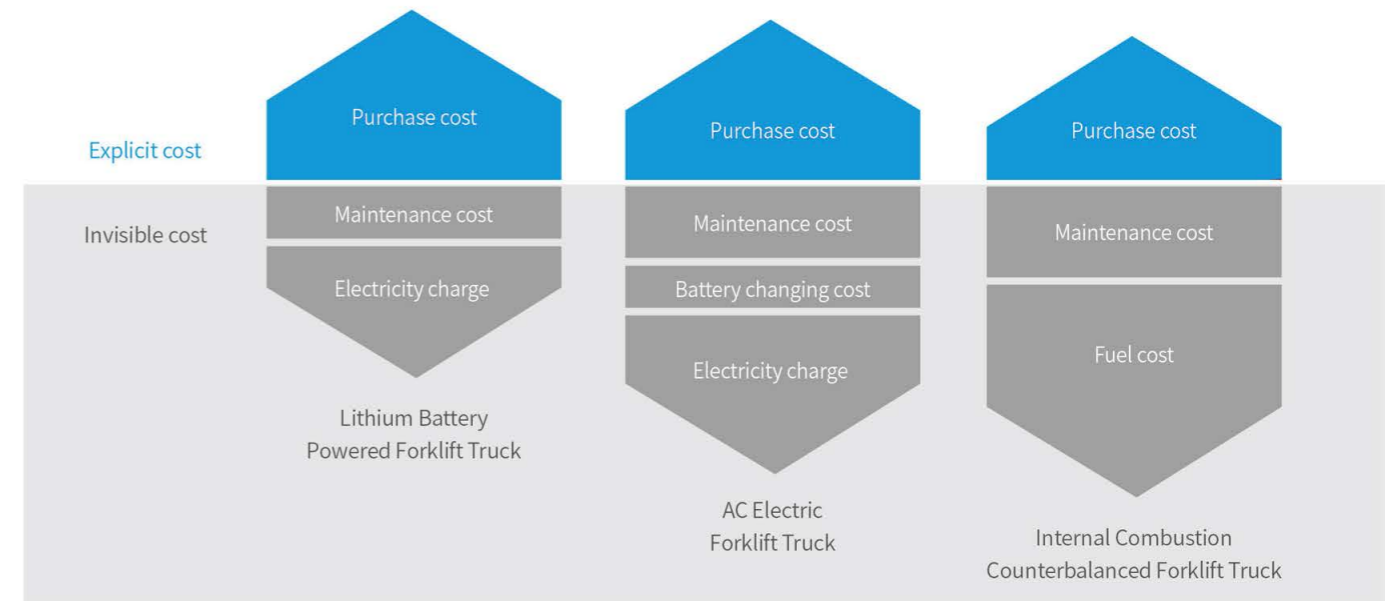 Explicit cost
Invisible cost
Purchase cost
Maintenance cost
Electricity charge
Lithium Battery
Powered Forklift Truck
Purchase cost
Maintenance cost
Battery changing cost
Electricity charge
AC Electric
Forklift Truck
Purchase cost
Maintenance cost
Fuel cost
Internal Combustion
Counterbalanced Forklift Truck